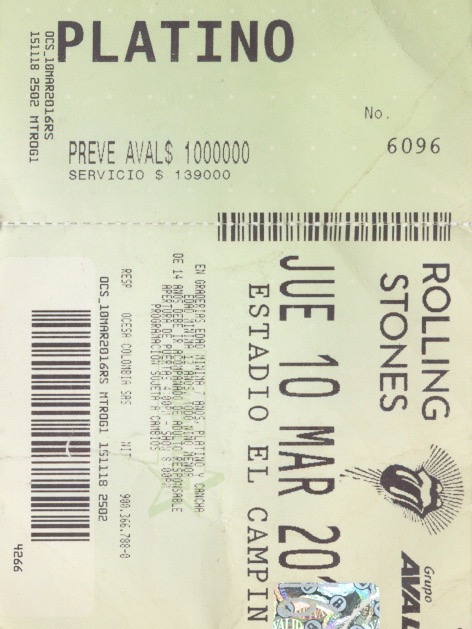 No. 6096
PLATINO
PREVE AVAL$ 1000000
SERVICIO $ 139000
OCS_10MAR2016RS
151118 2502 MTROG1
ROLLING
STONES
Grupo
AVAL
JUE 10 MAR 201
ESTADIO EL CAMPIN
EN GRADERIAS EDAD MINIMA 7 AÑOS, PLATINO Y CANCHA
EDAD MINIMA 12 AÑOS, TODO NIÑO MENOR
DE 14 AÑOS DEBE IR ACOMPAÑADO DE ADULTO RESPONSABLE
APERTURA DE PUERTA: 4:00PM - SHOW 8:00PM
PROGRAMACION SUJETA A CAMBIOS
RESP OCESA COLOMBIA SAS NIT 900.366.788-0
OCS_10MAR2016RS MTROG1 151118 2502
4266